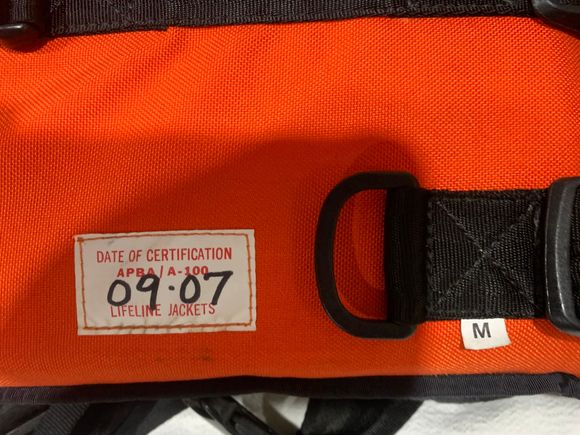 DATE OF CERTIFICATION
APBA/A-100
09.07
LIFELINE JACKETS
M